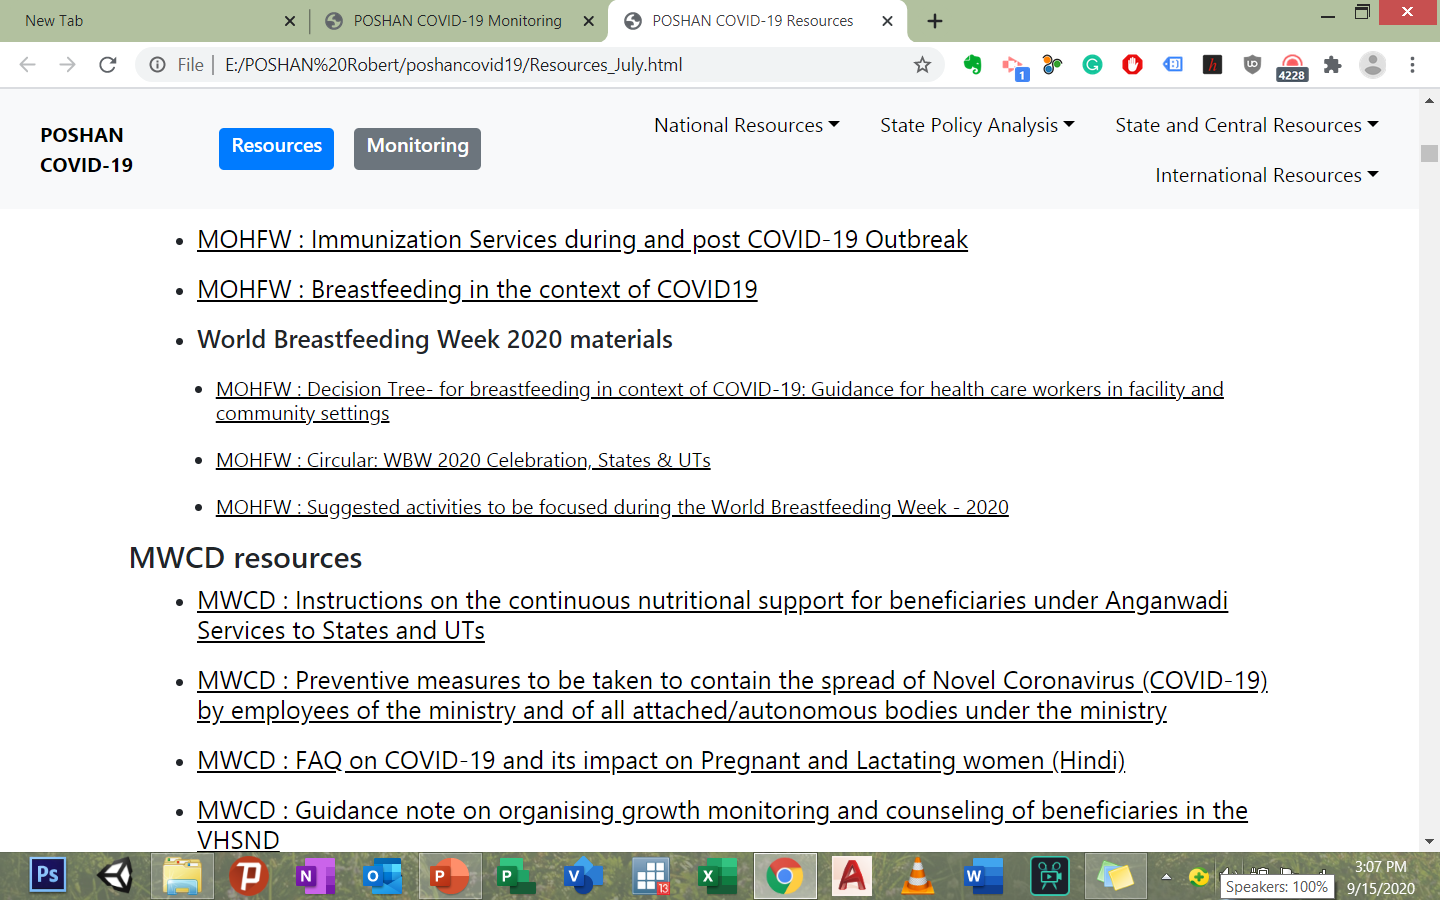 New Tab
POSHAN COVID-19 Monitoring
POSHAN COVID-19 Resources
File
E:/POSHAN%20Robert/poshancovid19/Resources_July.html
1
4228
POSHAN
COVID-19
Resources
Monitoring
National Resources
State Policy Analysis
State and Central Resources
International Resources
MOHFW : Immunization Services during and post COVID-19 Outbreak
MOHFW : Breastfeeding in the context of COVID19
World Breastfeeding Week 2020 materials
MOHFW : Decision Tree- for breastfeeding in context of COVID-19: Guidance for health care workers in facility and
community settings
MOHFW : Circular: WBW 2020 Celebration, States & UTs
MOHFW : Suggested activities to be focused during the World Breastfeeding Week - 2020
MWCD resources
MWCD : Instructions on the continuous nutritional support for beneficiaries under Anganwadi
Services to States and UTs
MWCD : Preventive measures to be taken to contain the spread of Novel Coronavirus (COVID-19)
by employees of the ministry and of all attached/autonomous bodies under the ministry
MWCD : FAQ on COVID-19 and its impact on Pregnant and Lactating women (Hindi)
MWCD : Guidance note on organising growth monitoring and counseling of beneficiaries in the
VHSND
Ps
N
O
P
P
V
13
X
A
W
3:07 PM
9/15/2020
Speakers: 100%